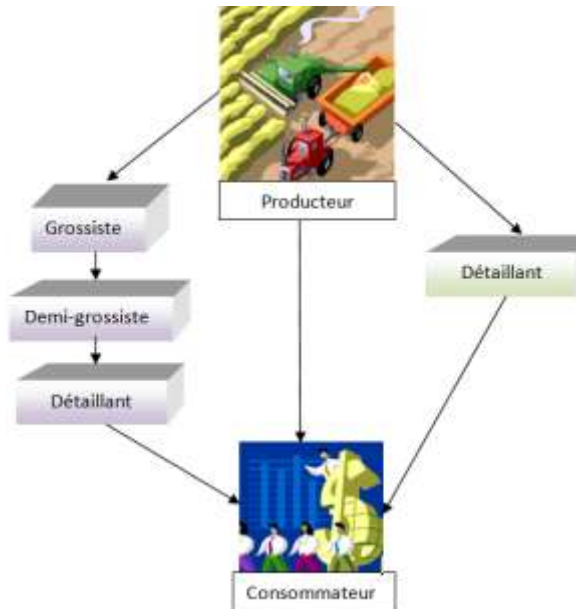 Producteur
Grossiste
Demi-grossiste
Détaillant
Détaillant
Consommateur